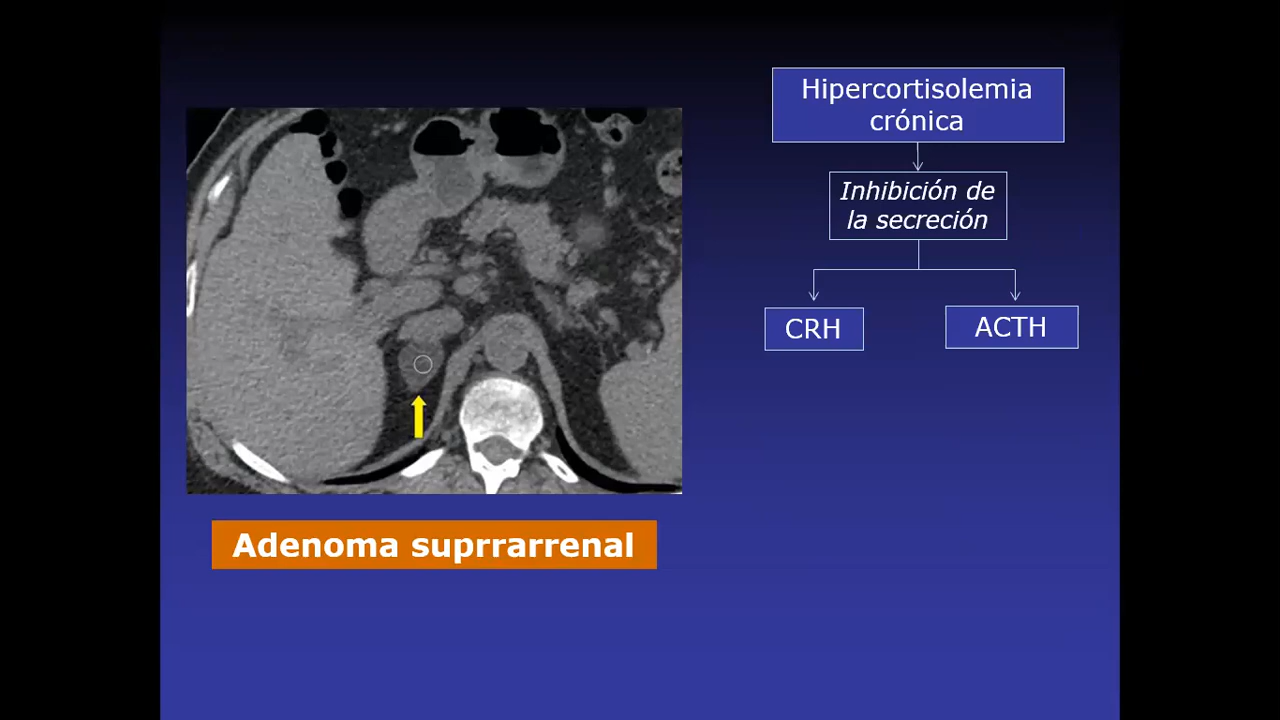 Hipercortisolemia
crónica
Inhibición de
la secreción
CRH
ACTH
Adenoma suprrarrenal